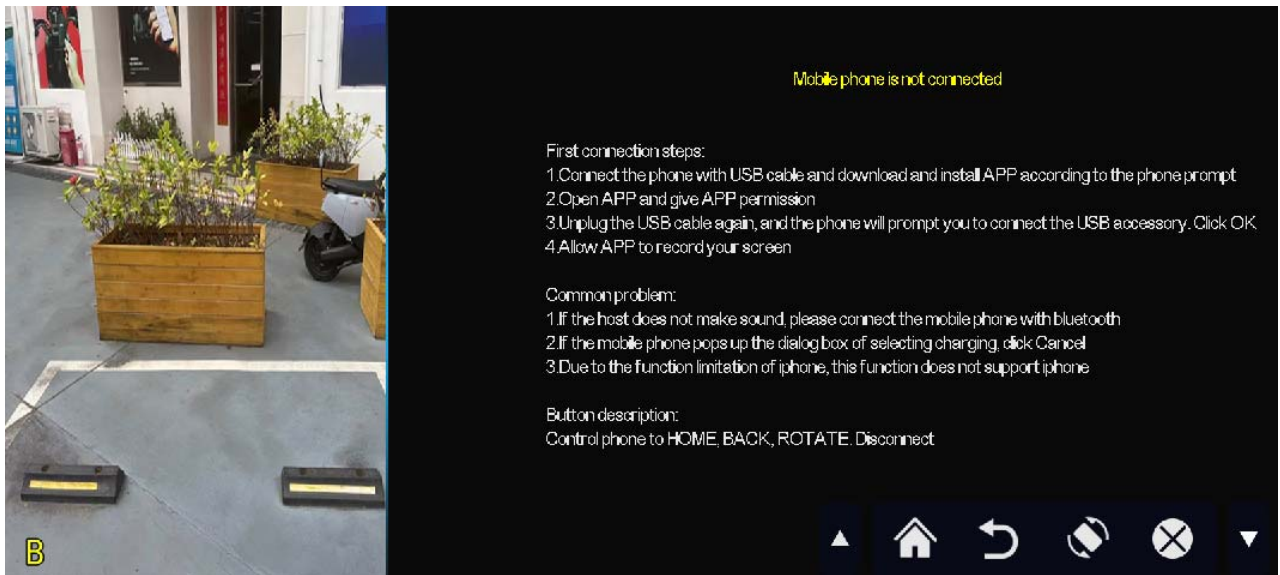 Mobile phone is not connected
First connection steps:
1.Connect the phone with USB cable and download and install APP according to the phone prompt
2.Open APP and give APP permission
3.Unplug the USB cable again, and the phone will prompt you to connect the USB accessory. Click OK
4.Allow APP to record your screen
Common problem:
1.If the host does not make sound, please connect the mobile phone with bluetooth
2.If the mobile phone pops up the dialog box of selecting charging, click Cancel
3.Due to the function limitation of iphone, this function does not support iphone
Button description:
Control phone to HOME, BACK, ROTATE. Disconnect
B